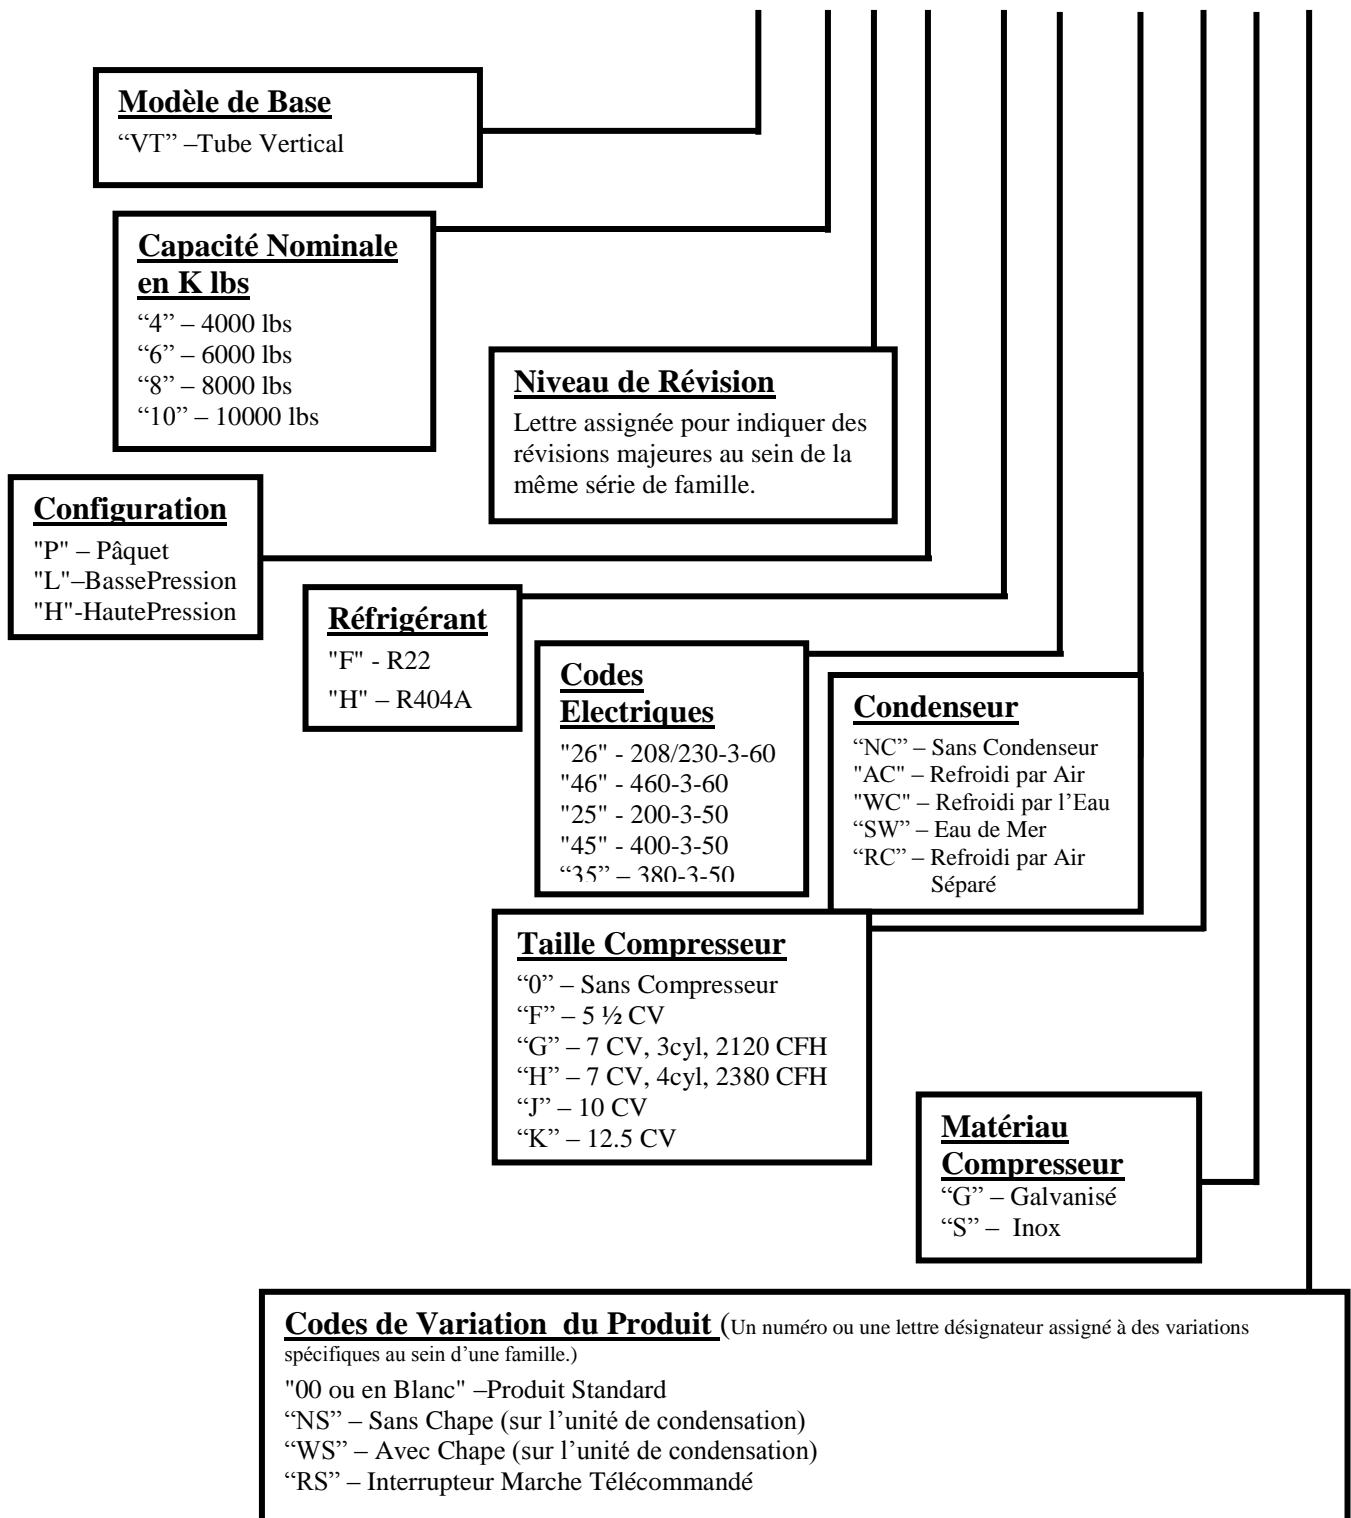 Modèle de Base
“VT” –Tube Vertical
Capacité Nominale
en K lbs
“4” – 4000 lbs
“6” – 6000 lbs
“8” – 8000 lbs
“10” – 10000 lbs
Niveau de Révision
Lettre assignée pour indiquer des
révisions majeures au sein de la
même série de famille.
Configuration
"P" – Pâquet
"L"–BassePression
"H"-HautePression
Réfrigérant
"F" - R22
"H" – R404A
Codes
Electriques
"26" - 208/230-3-60
"46" - 460-3-60
"25" - 200-3-50
"45" - 400-3-50
“35” – 380-3-50
Condenseur
“NC” – Sans Condenseur
"AC" – Refroidi par Air
"WC" – Refroidi par l’Eau
“SW” – Eau de Mer
“RC” – Refroidi par Air
Séparé
Taille Compresseur
“0” – Sans Compresseur
“F” – 5 ½ CV
“G” – 7 CV, 3cyl, 2120 CFH
“H” – 7 CV, 4cyl, 2380 CFH
“J” – 10 CV
“K” – 12.5 CV
Matériau
Compresseur
“G” – Galvanisé
“S” – Inox
Codes de Variation du Produit (Un numéro ou une lettre désignateur assigné à des variations
spécifiques au sein d’une famille.)
"00 ou en Blanc" –Produit Standard
“NS” – Sans Chape (sur l’unité de condensation)
“WS” – Avec Chape (sur l’unité de condensation)
“RS” – Interrupteur Marche Télécommandé